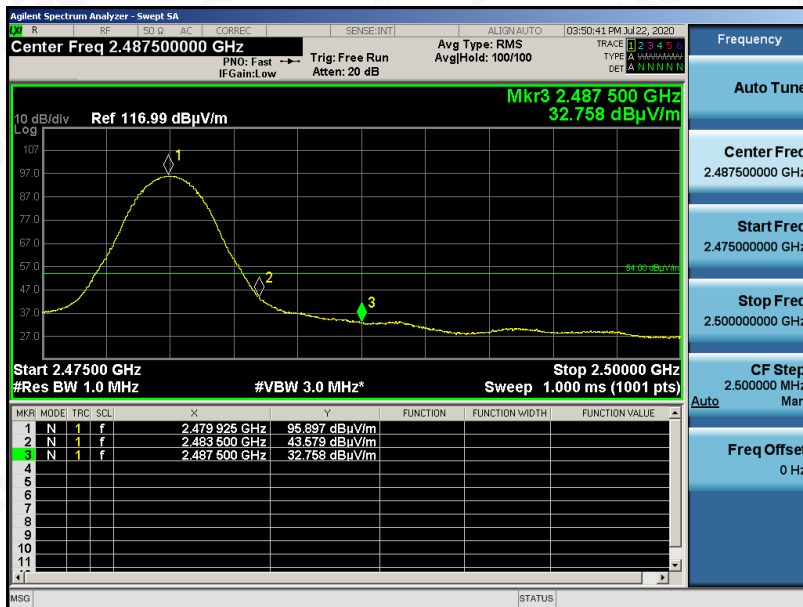 Agilent Spectrum Analyzer - Swept SA
LXI R RF 50 Ω AC CORREC SENSE:INT ALIGN AUTO 03:50:41 PM Jul 22, 2020
Center Freq 2.487500000 GHz
PNO: Fast
IFGain:Low
Trig: Free Run
Atten: 20 dB
Avg Type: RMS
Avg|Hold: 100/100
TRACE 1 2 3 4 5 6
TYPE A
DET A N N N N N
Mkr3 2.487 500 GHz
32.758 dBµV/m
10 dB/div Ref 116.99 dBµV/m
Log
107
97.0
87.0
77.0
67.0
57.0
47.0
37.0
27.0
1
2
3
54.00 dBµV/m
Start 2.47500 GHz Stop 2.50000 GHz
#Res BW 1.0 MHz #VBW 3.0 MHz* Sweep 1.000 ms (1001 pts)
MKR MODE TRC SCL X Y FUNCTION FUNCTION WIDTH FUNCTION VALUE
1 N 1 f 2.479 925 GHz 95.897 dBµV/m
2 N 1 f 2.483 500 GHz 43.579 dBµV/m
3 N 1 f 2.487 500 GHz 32.758 dBµV/m
4
5
6
7
8
9
10
11
MSG STATUS
Frequency
Auto Tune
Center Freq
2.487500000 GHz
Start Freq
2.475000000 GHz
Stop Freq
2.500000000 GHz
CF Step
2.500000 MHz
Auto Man
Freq Offset
0 Hz